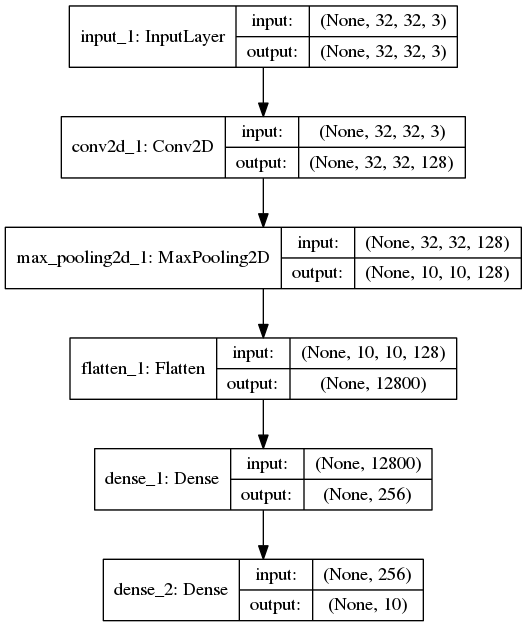 input_1: InputLayer
input: (None, 32, 32, 3)
output: (None, 32, 32, 3)
conv2d_1: Conv2D
input: (None, 32, 32, 3)
output: (None, 32, 32, 128)
max_pooling2d_1: MaxPooling2D
input: (None, 32, 32, 128)
output: (None, 10, 10, 128)
flatten_1: Flatten
input: (None, 10, 10, 128)
output: (None, 12800)
dense_1: Dense
input: (None, 12800)
output: (None, 256)
dense_2: Dense
input: (None, 256)
output: (None, 10)